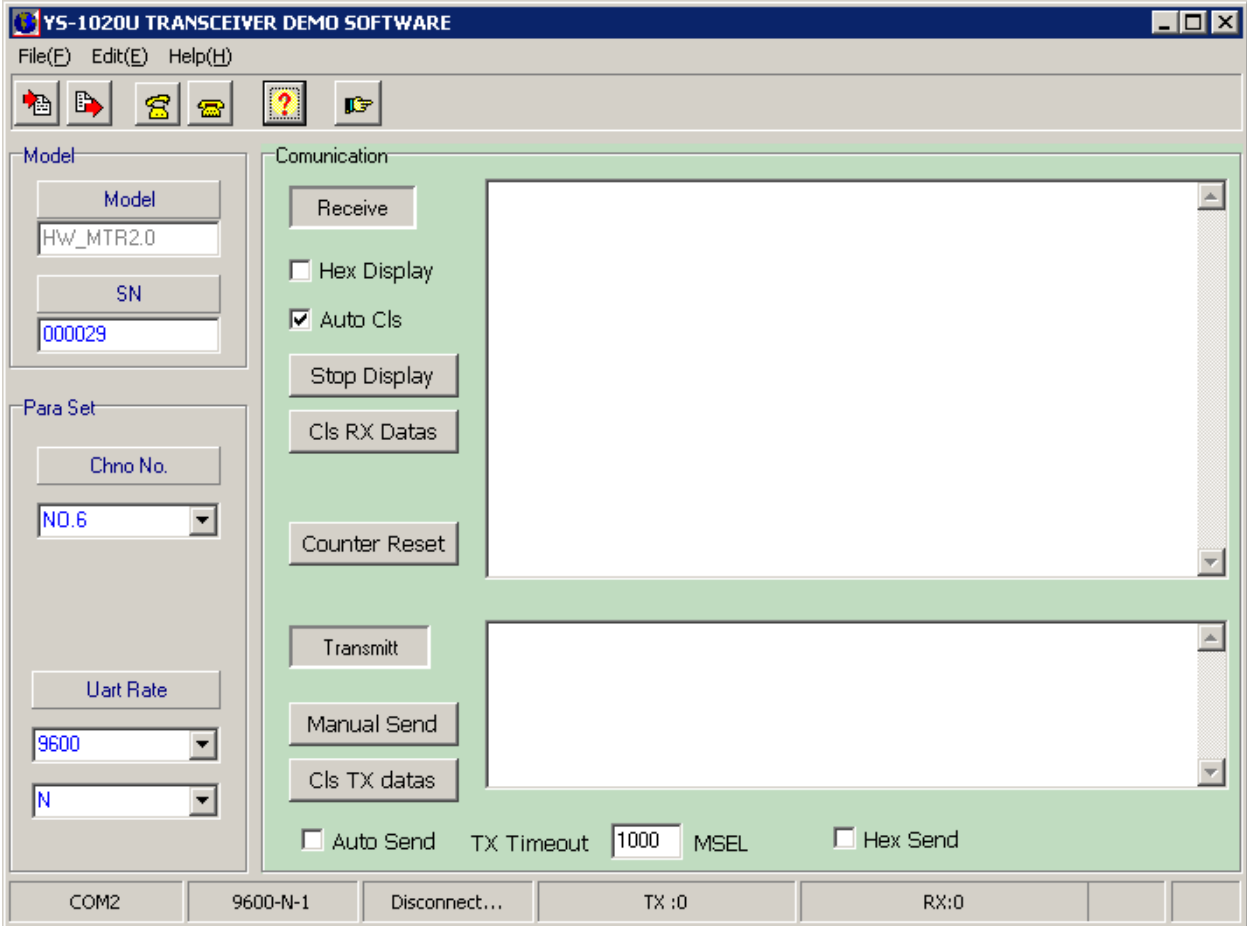 YS-1020U TRANSCEIVER DEMO SOFTWARE
File(F) Edit(E) Help(H)
Model
Model
HW_MTR2.0
SN
000029
Para Set
Chno No.
NO.6
Uart Rate
9600
N
Comunication
Receive
Hex Display
Auto Cls
Stop Display
Cls RX Datas
Counter Reset
Transmitt
Manual Send
Cls TX datas
Auto Send TX Timeout 1000 MSEL Hex Send
COM2 9600-N-1 Disconnect... TX :0 RX:0